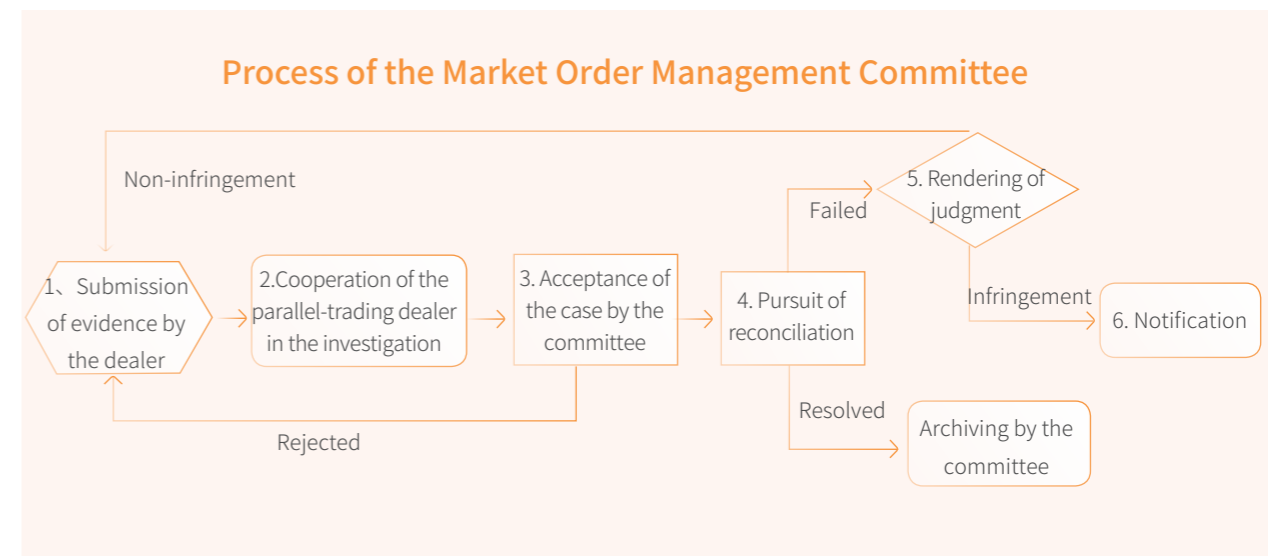 Process of the Market Order Management Committee
Non-infringement
1、Submission
of evidence by
the dealer
2.Cooperation of the
parallel-trading dealer
in the investigation
3. Acceptance of
the case by the
committee
Rejected
4. Pursuit of
reconciliation
Failed
5. Rendering of
judgment
Infringement
6. Notification
Resolved
Archiving by the
committee